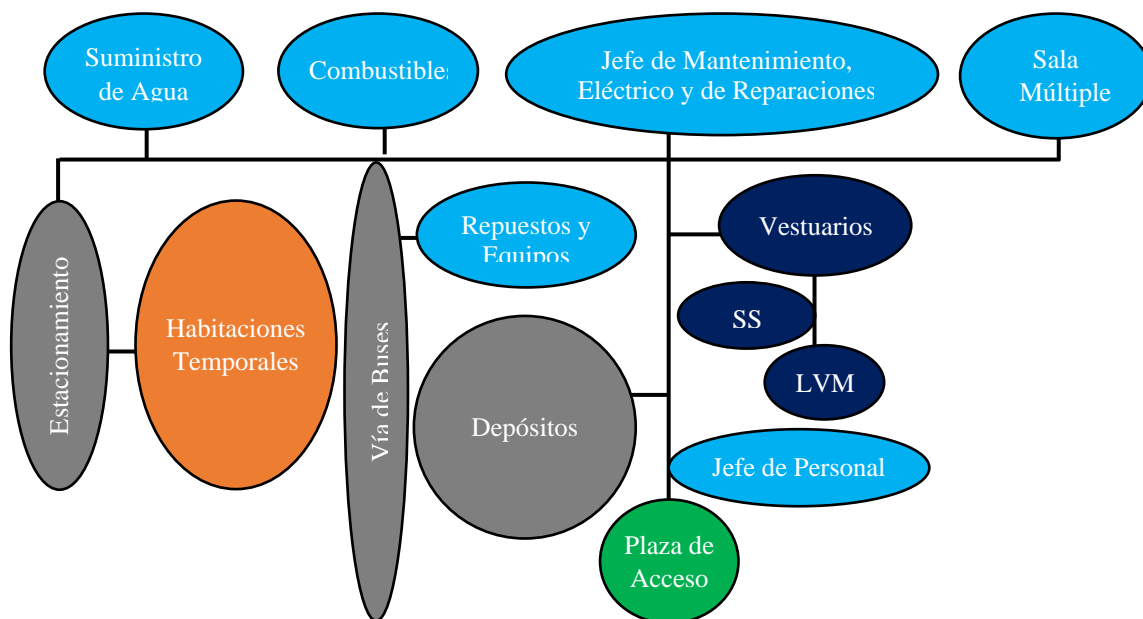 Suministro
de Agua
Combustibles
Jefe de Mantenimiento,
Eléctrico y de Reparaciones
Sala
Múltiple
Estacionamiento
Habitaciones
Temporales
Vía de Buses
Repuestos y
Equipos
Depósitos
Vestuarios
SS
LVM
Jefe de Personal
Plaza de
Acceso